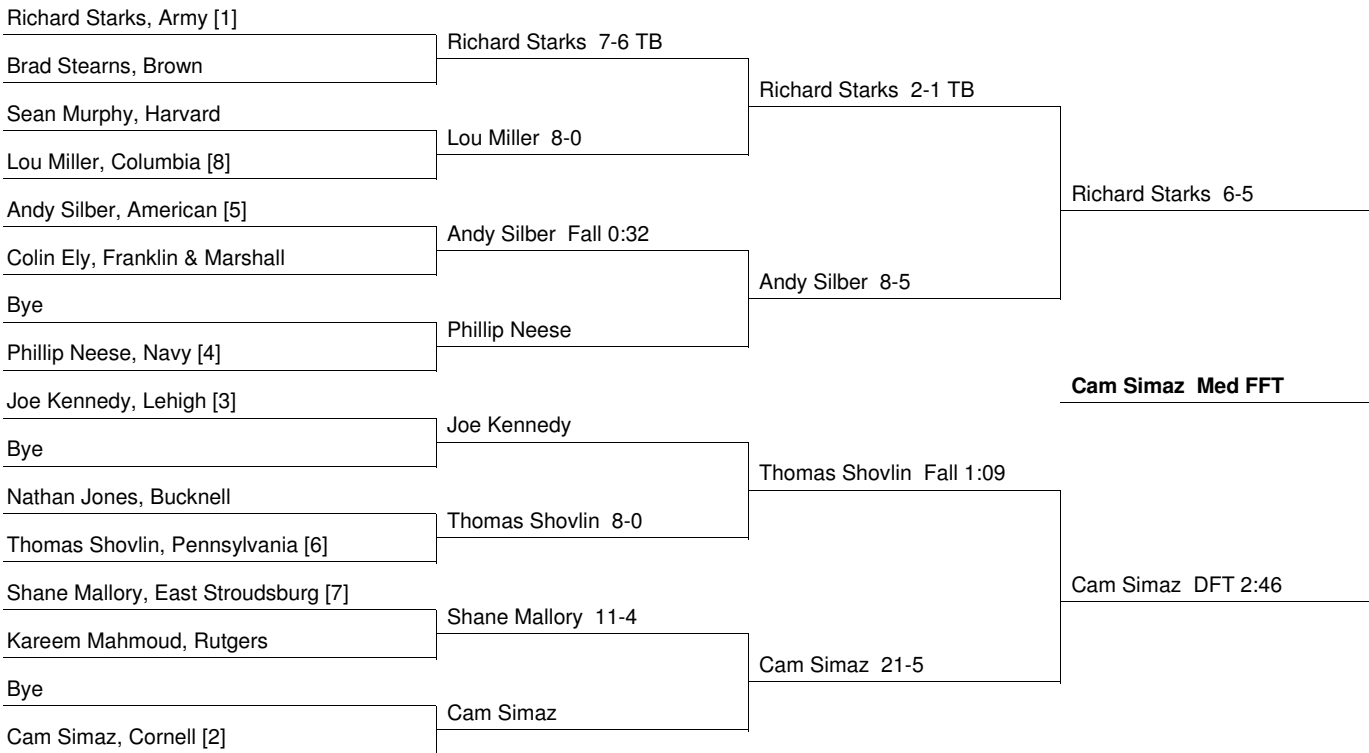 Richard Starks, Army [1]
Brad Stearns, Brown
Sean Murphy, Harvard
Lou Miller, Columbia [8]
Andy Silber, American [5]
Colin Ely, Franklin & Marshall
Bye
Phillip Neese, Navy [4]
Joe Kennedy, Lehigh [3]
Bye
Nathan Jones, Bucknell
Thomas Shovlin, Pennsylvania [6]
Shane Mallory, East Stroudsburg [7]
Kareem Mahmoud, Rutgers
Bye
Cam Simaz, Cornell [2]
Richard Starks 7-6 TB
Lou Miller 8-0
Andy Silber Fall 0:32
Phillip Neese
Joe Kennedy
Thomas Shovlin 8-0
Shane Mallory 11-4
Cam Simaz
Richard Starks 2-1 TB
Andy Silber 8-5
Thomas Shovlin Fall 1:09
Cam Simaz 21-5
Richard Starks 6-5
Cam Simaz Med FFT
Cam Simaz DFT 2:46